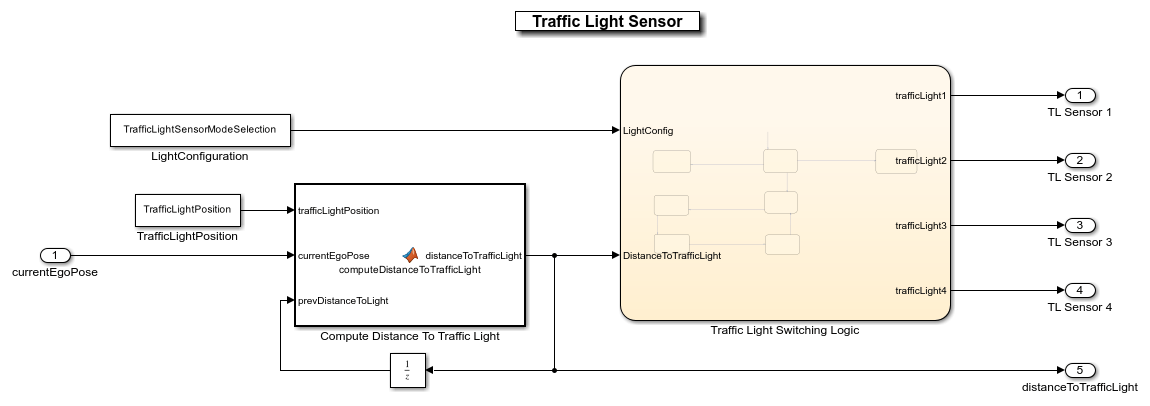 Traffic Light Sensor
trafficLight1
1
TL Sensor 1
TrafficLightSensorModeSelection
LightConfiguration
LightConfig
trafficLight2
2
TL Sensor 2
TrafficLightPosition
TrafficLightPosition
trafficLightPosition
trafficLight3
3
TL Sensor 3
1
currentEgoPose
currentEgoPose
distanceToTrafficLight
computeDistanceToTrafficLight
DistanceToTrafficLight
prevDistanceToLight
trafficLight4
4
TL Sensor 4
Compute Distance To Traffic Light
Traffic Light Switching Logic
1
z
5
distanceToTrafficLight